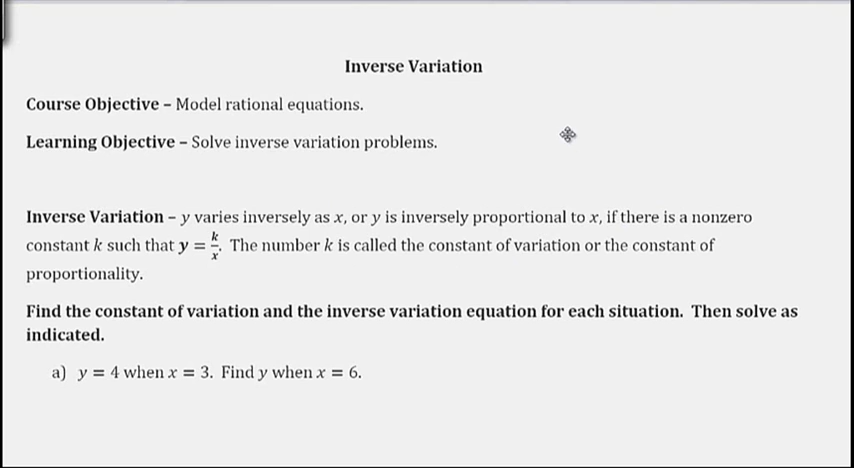 Inverse Variation
Course Objective – Model rational equations.
Learning Objective – Solve inverse variation problems.
Inverse Variation – y varies inversely as x, or y is inversely proportional to x, if there is a nonzero
constant k such that y = k/x. The number k is called the constant of variation or the constant of
proportionality.
Find the constant of variation and the inverse variation equation for each situation. Then solve as
indicated.
a) y = 4 when x = 3. Find y when x = 6.